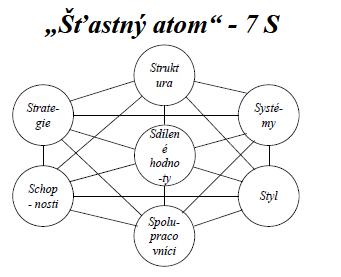 „Šťastný atom“ - 7 S
Strukt
ura
Strate-
gie
Systé-
my
Sdílen
é
hodno
-ty
Schop
- nosti
Styl
Spolu-
praco
vníci